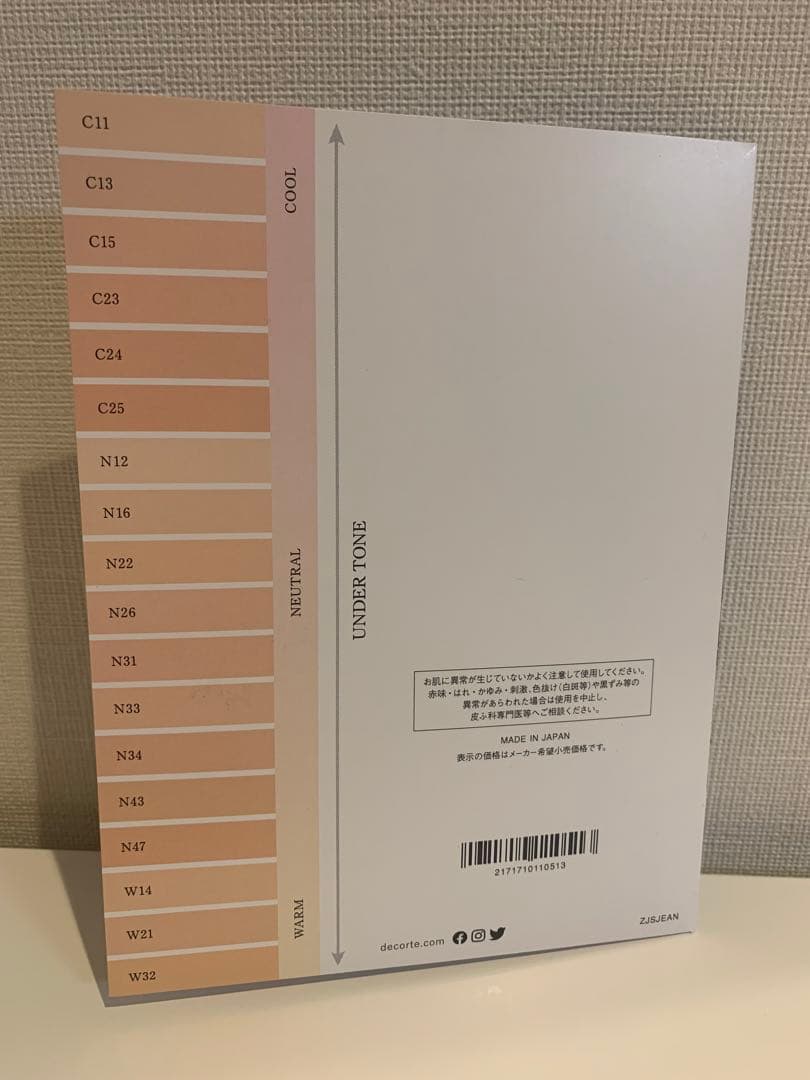 C11
C13
C15
C23
C24
C25
N12
N16
N22
N26
N31
N33
N34
N43
N47
W14
W21
W32
COOL
NEUTRAL
WARM
UNDER TONE
お肌に異常が生じていないかよく注意して使用してください。
赤味・はれ・かゆみ・刺激、色抜け(白斑等)や黒ずみ等の
異常があらわれた場合は使用を中止し、
皮ふ科専門医等へご相談ください。
MADE IN JAPAN
表示の価格はメーカー希望小売価格です。
2171710110513
decorte.com
ZJSJEAN